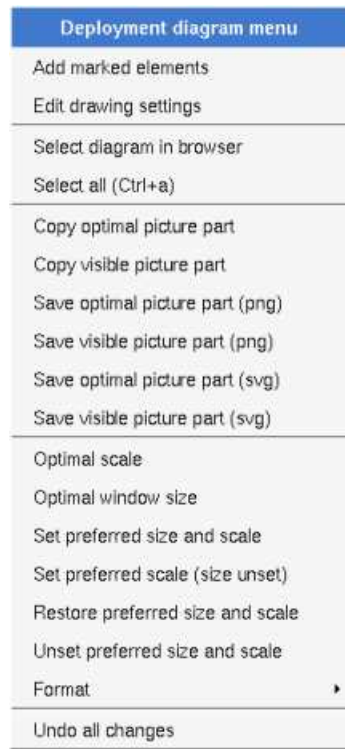 Deployment diagram menu
Add marked elements
Edit drawing settings
Select diagram in browser
Select all (Ctrl+a)
Copy optimal picture part
Copy visible picture part
Save optimal picture part (png)
Save visible picture part (png)
Save optimal picture part (svg)
Save visible picture part (svg)
Optimal scale
Optimal window size
Set preferred size and scale
Set preferred scale (size unset)
Restore preferred size and scale
Unset preferred size and scale
Format
Undo all changes